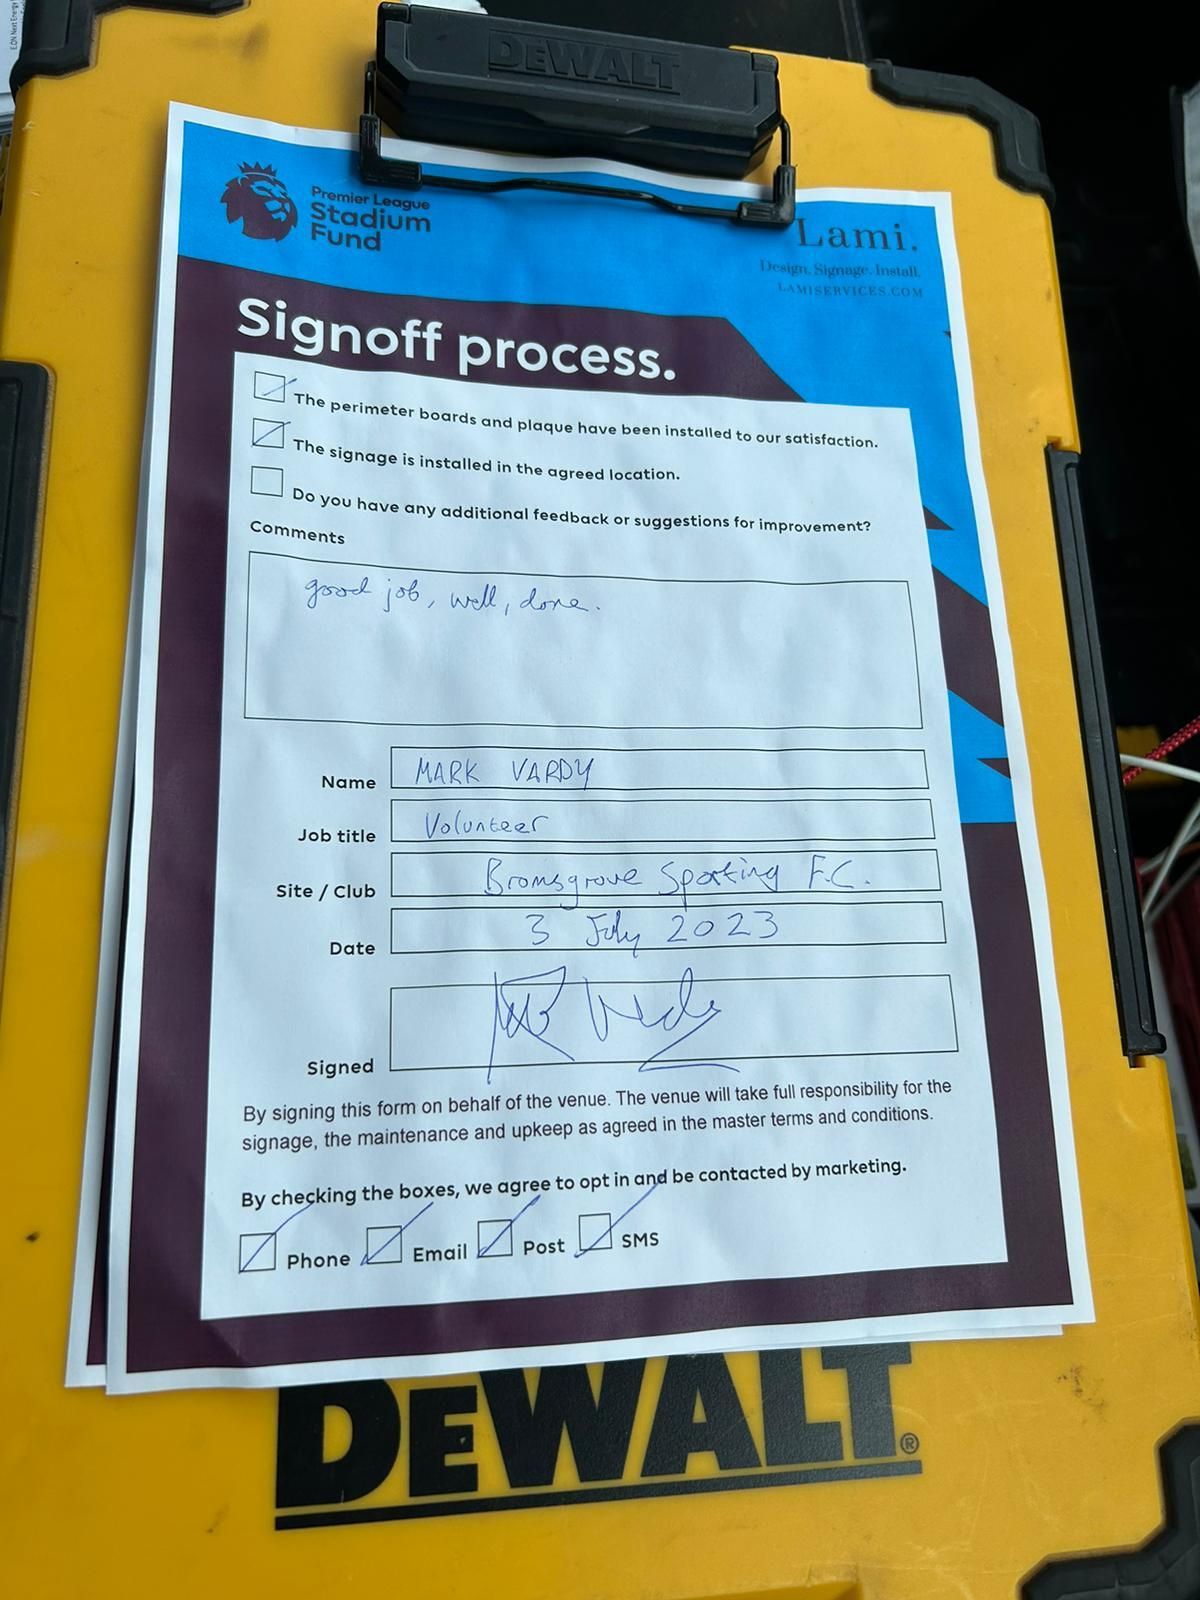 E.ON Next Energy
DEWALT
Premier League
Stadium
Fund
Lami.
Design. Signage. Install.
LAMISERVICES.COM
Signoff process.
The perimeter boards and plaque have been installed to our satisfaction.
The signage is installed in the agreed location.
Do you have any additional feedback or suggestions for improvement?
Comments
good job, well, done.
Name MARK VARDY
Job title Volunteer
Site / Club Bromsgrove Sporting F.C.
Date 3 July 2023
Signed
By signing this form on behalf of the venue. The venue will take full responsibility for the
signage, the maintenance and upkeep as agreed in the master terms and conditions.
By checking the boxes, we agree to opt in and be contacted by marketing.
Phone Email Post SMS
DEWALT®